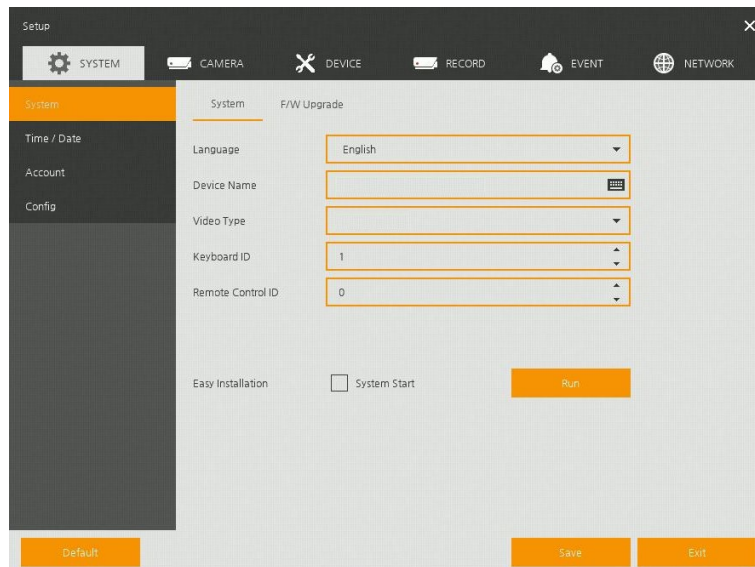 Setup
SYSTEM CAMERA DEVICE RECORD EVENT NETWORK
System
Time / Date
Account
Config
System F/W Upgrade
Language English
Device Name
Video Type
Keyboard ID 1
Remote Control ID 0
Easy Installation System Start Run
Default Save Exit